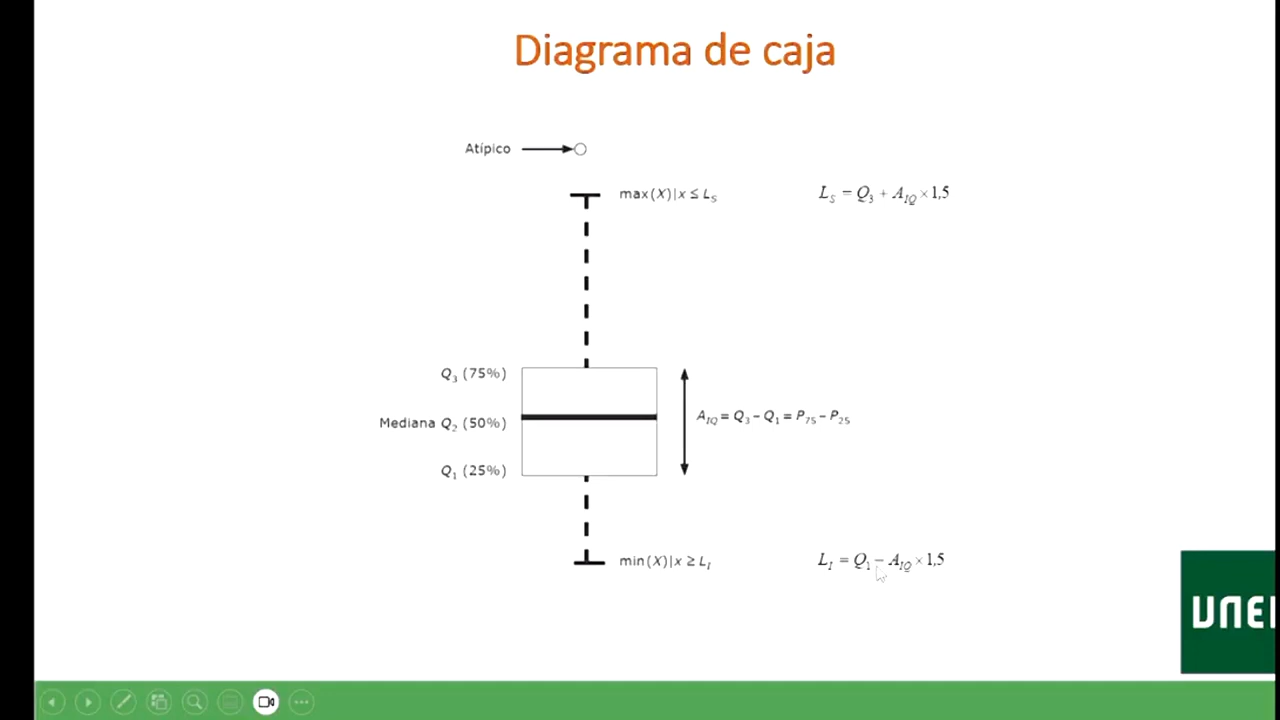 Diagrama de caja
Atípico
max(X)|x ≤ L_S
L_S = Q_3 + A_IQ × 1,5
Q_3 (75%)
Mediana Q_2 (50%)
A_IQ = Q_3 – Q_1 = P_75 – P_25
Q_1 (25%)
min(X)|x ≥ L_I
L_I = Q_1 − A_IQ × 1,5